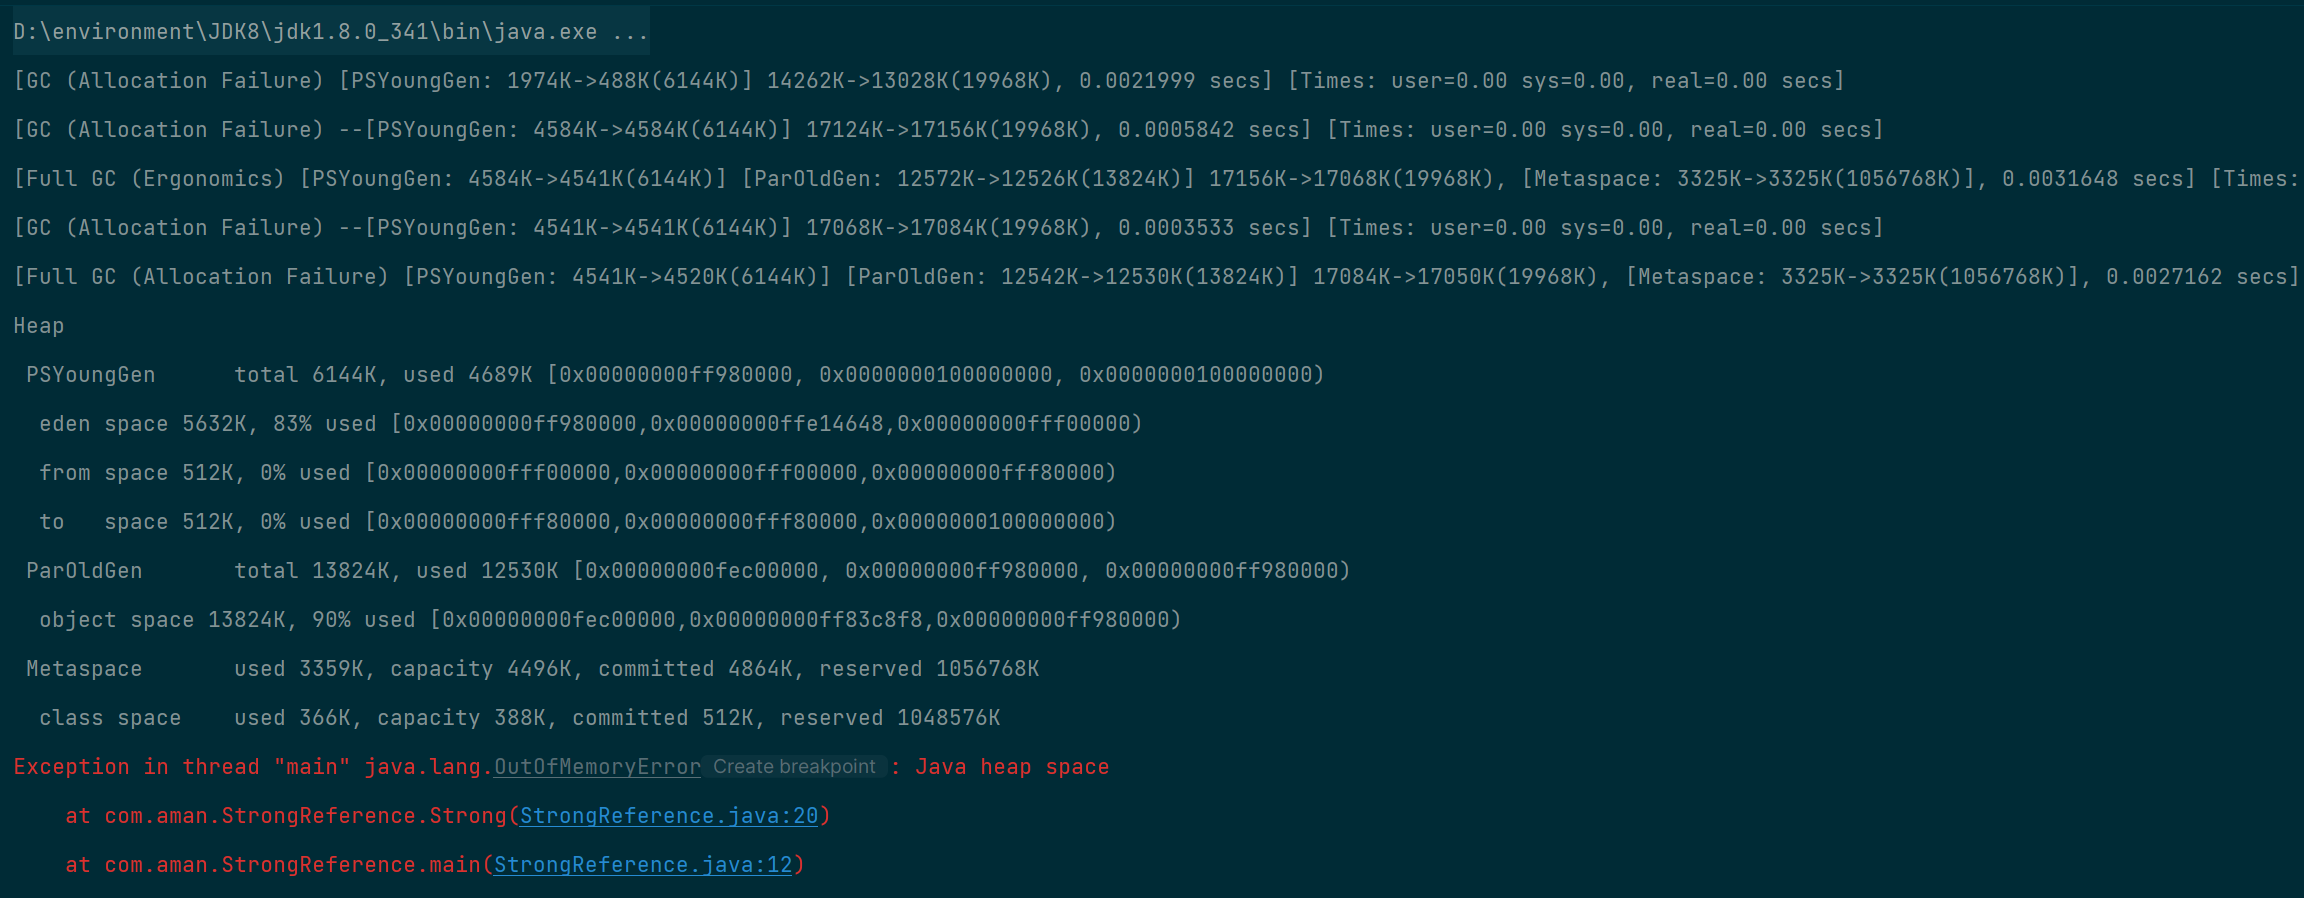 D:\environment\JDK8\jdk1.8.0_341\bin\java.exe ...
[GC (Allocation Failure) [PSYoungGen: 1974K->488K(6144K)] 14262K->13028K(19968K), 0.0021999 secs] [Times: user=0.00 sys=0.00, real=0.00 secs]
[GC (Allocation Failure) --[PSYoungGen: 4584K->4584K(6144K)] 17124K->17156K(19968K), 0.0005842 secs] [Times: user=0.00 sys=0.00, real=0.00 secs]
[Full GC (Ergonomics) [PSYoungGen: 4584K->4541K(6144K)] [ParOldGen: 12572K->12526K(13824K)] 17156K->17068K(19968K), [Metaspace: 3325K->3325K(1056768K)], 0.0031648 secs] [Times:
[GC (Allocation Failure) --[PSYoungGen: 4541K->4541K(6144K)] 17068K->17084K(19968K), 0.0003533 secs] [Times: user=0.00 sys=0.00, real=0.00 secs]
[Full GC (Allocation Failure) [PSYoungGen: 4541K->4520K(6144K)] [ParOldGen: 12542K->12530K(13824K)] 17084K->17050K(19968K), [Metaspace: 3325K->3325K(1056768K)], 0.0027162 secs]
Heap
 PSYoungGen      total 6144K, used 4689K [0x00000000ff980000, 0x0000000100000000, 0x0000000100000000)
  eden space 5632K, 83% used [0x00000000ff980000,0x00000000ffe14648,0x00000000fff00000)
  from space 512K, 0% used [0x00000000fff00000,0x00000000fff00000,0x00000000fff80000)
  to   space 512K, 0% used [0x00000000fff80000,0x00000000fff80000,0x0000000100000000)
 ParOldGen       total 13824K, used 12530K [0x00000000fec00000, 0x00000000ff980000, 0x00000000ff980000)
  object space 13824K, 90% used [0x00000000fec00000,0x00000000ff83c8f8,0x00000000ff980000)
 Metaspace       used 3359K, capacity 4496K, committed 4864K, reserved 1056768K
  class space    used 366K, capacity 388K, committed 512K, reserved 1048576K
Exception in thread "main" java.lang.OutOfMemoryError Create breakpoint : Java heap space
    at com.aman.StrongReference.Strong(StrongReference.java:20)
    at com.aman.StrongReference.main(StrongReference.java:12)